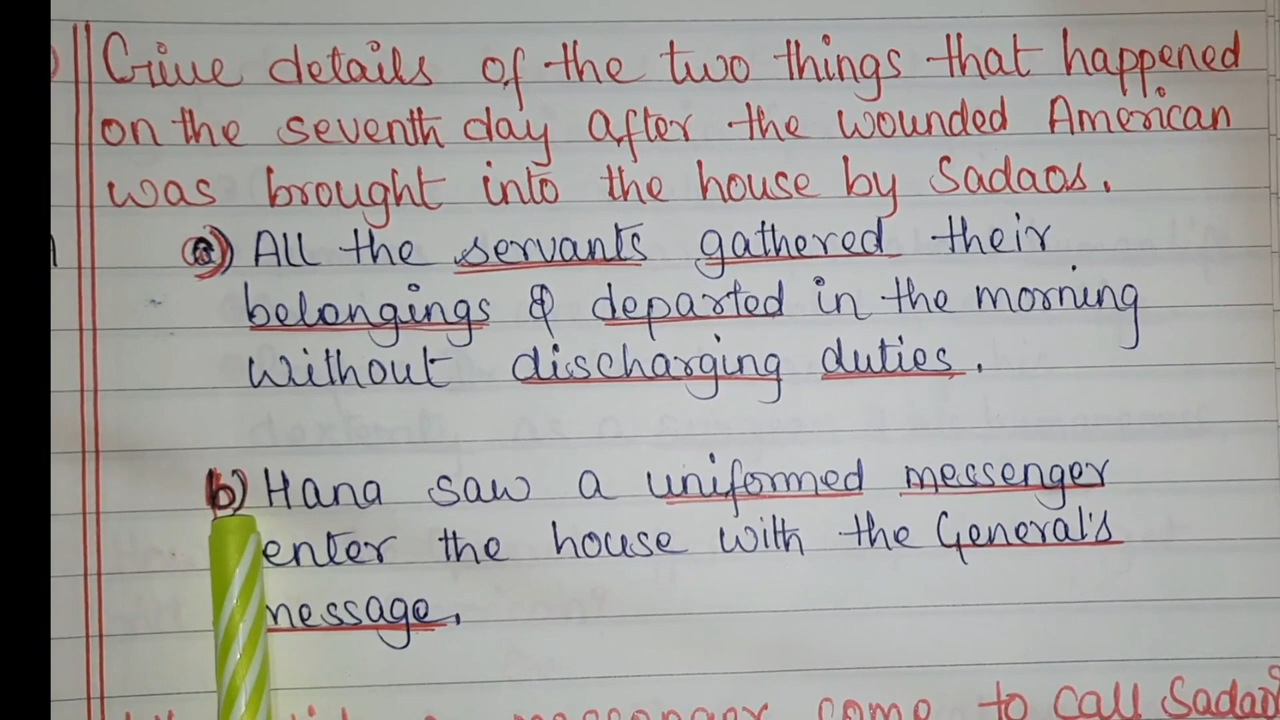 Give details of the two things that happened
on the seventh day after the wounded American
was brought into the house by Sadaos.
a) All the servants gathered their
belongings & departed in the morning
without discharging duties.
b) Hana saw a uniformed messenger
enter the house with the General's
message.
messenger come to call Sadao